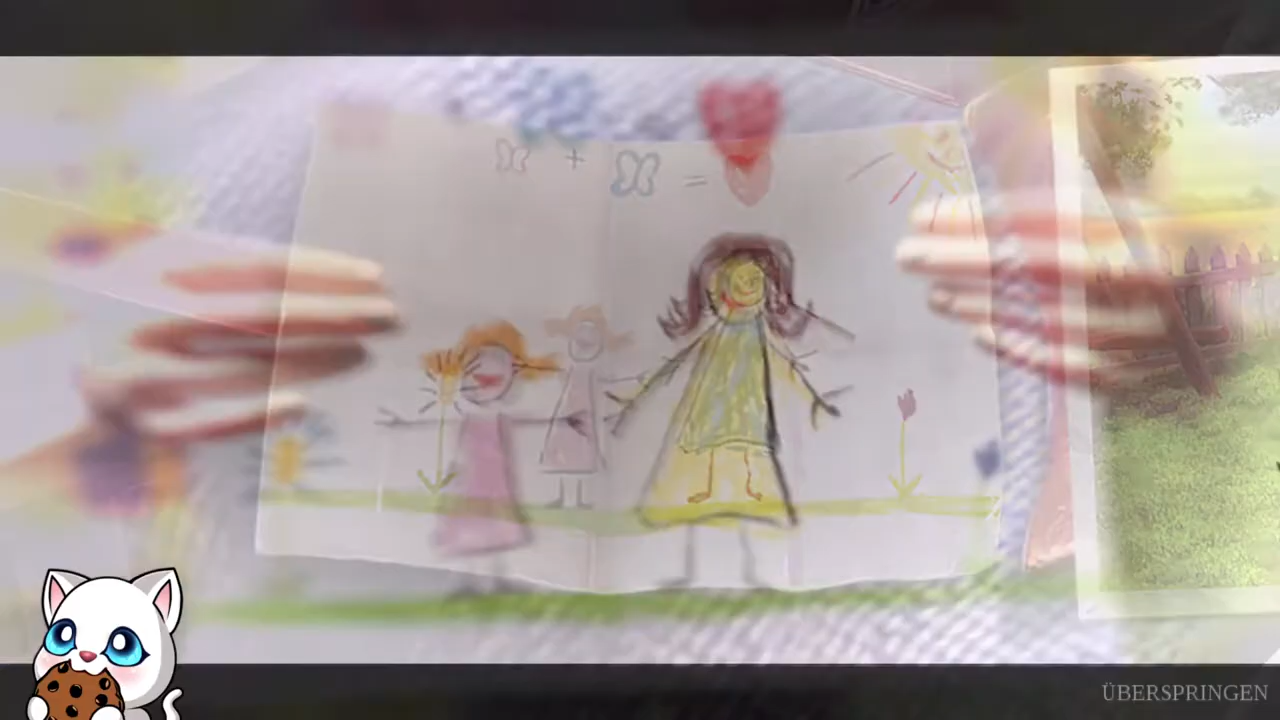 + =
ÜBERSPRINGEN